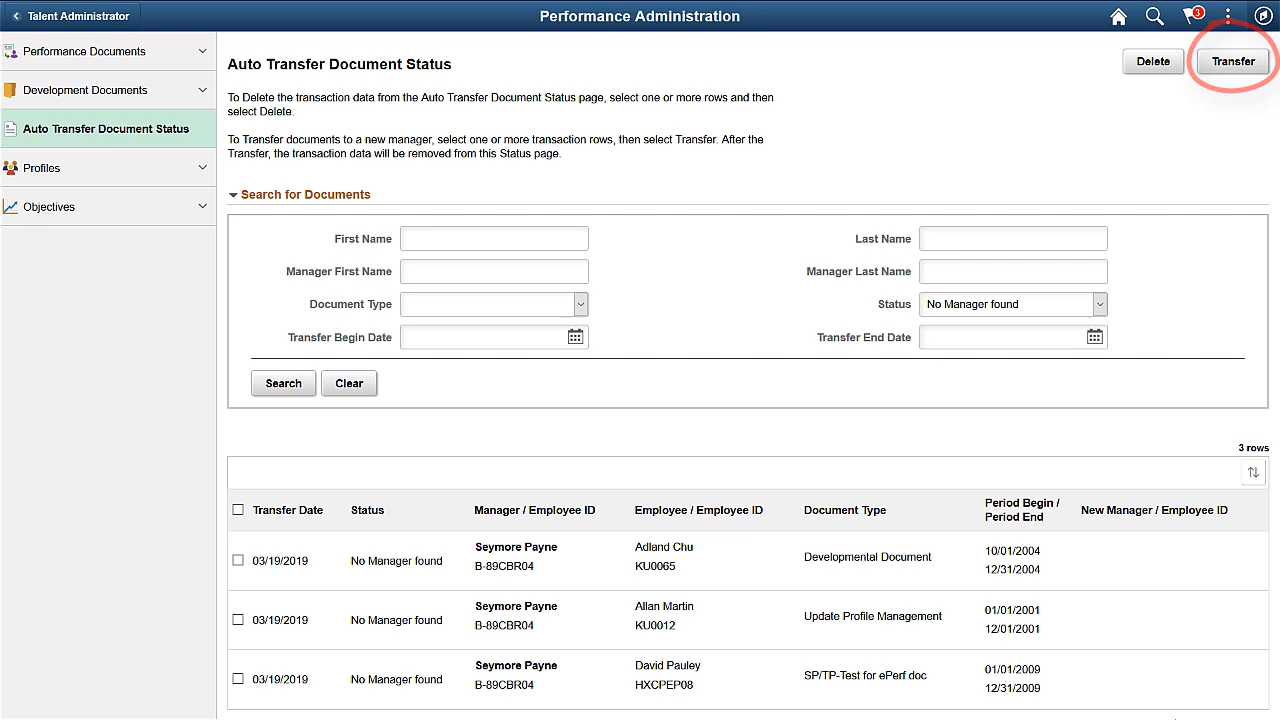 Talent Administrator
Performance Administration
3
Performance Documents
Development Documents
Auto Transfer Document Status
Profiles
Objectives
Auto Transfer Document Status
Delete
Transfer
To Delete the transaction data from the Auto Transfer Document Status page, select one or more rows and then
select Delete.
To Transfer documents to a new manager, select one or more transaction rows, then select Transfer. After the
Transfer, the transaction data will be removed from this Status page.
Search for Documents
First Name
Last Name
Manager First Name
Manager Last Name
Document Type
Status No Manager found
Transfer Begin Date
Transfer End Date
Search
Clear
3 rows
Transfer Date Status Manager / Employee ID Employee / Employee ID Document Type Period Begin / Period End New Manager / Employee ID
03/19/2019 No Manager found Seymore Payne B-89CBR04 Adland Chu KU0065 Developmental Document 10/01/2004 12/31/2004
03/19/2019 No Manager found Seymore Payne B-89CBR04 Allan Martin KU0012 Update Profile Management 01/01/2001 12/01/2001
03/19/2019 No Manager found Seymore Payne B-89CBR04 David Pauley HXCPEP08 SP/TP-Test for ePerf doc 01/01/2009 12/31/2009